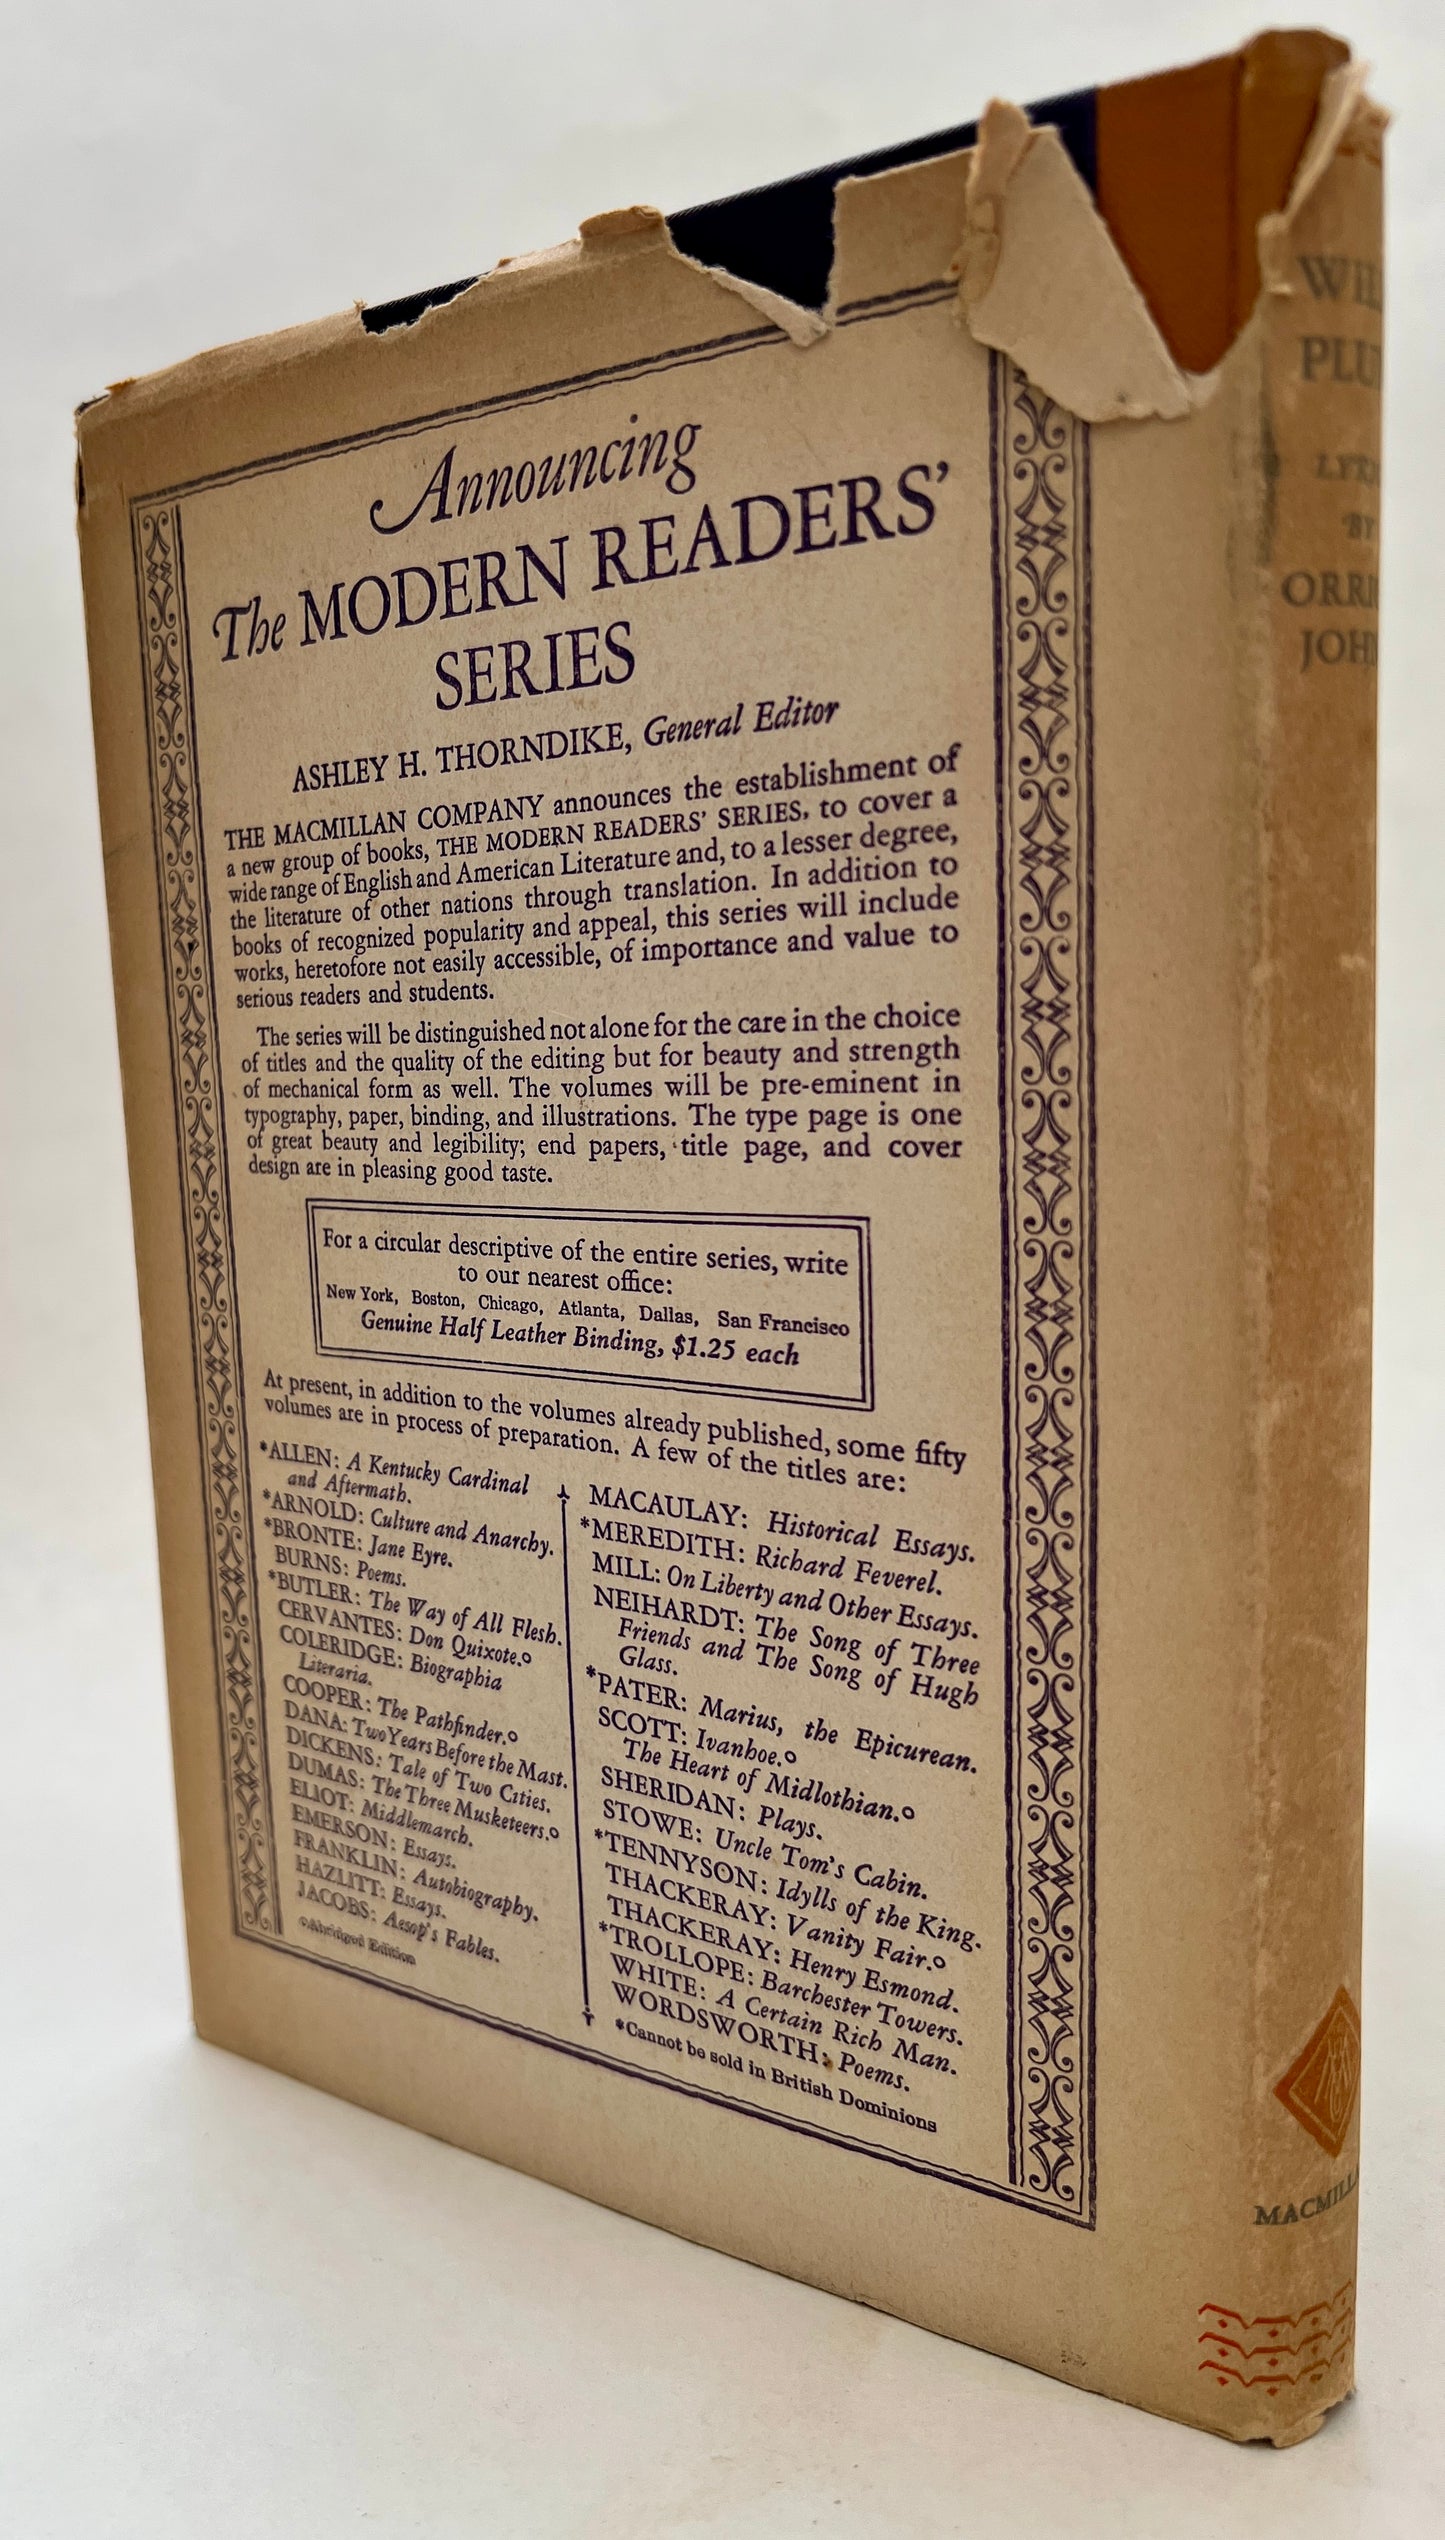 Announcing
The MODERN READERS'
SERIES
ASHLEY H. THORNDIKE, General Editor
THE MACMILLAN COMPANY announces the establishment of
a new group of books, THE MODERN READERS' SERIES, to cover a
wide range of English and American Literature and, to a lesser degree,
the literature of other nations through translation. In addition to
books of recognized popularity and appeal, this series will include
works, heretofore not easily accessible, of importance and value to
serious readers and students.
The series will be distinguished not alone for the care in the choice
of titles and the quality of the editing but for beauty and strength
of mechanical form as well. The volumes will be pre-eminent in
typography, paper, binding, and illustrations. The type page is one
of great beauty and legibility; end papers, title page, and cover
design are in pleasing good taste.
For a circular descriptive of the entire series, write
to our nearest office:
New York, Boston, Chicago, Atlanta, Dallas, San Francisco
Genuine Half Leather Binding, $1.25 each
At present, in addition to the volumes already published, some fifty
volumes are in process of preparation. A few of the titles are:
*ALLEN: A Kentucky Cardinal
and Aftermath.
*ARNOLD: Culture and Anarchy.
*BRONTE: Jane Eyre.
BURNS: Poems.
*BUTLER: The Way of All Flesh.
CERVANTES: Don Quixote.o
COLERIDGE: Biographia
Literaria.
COOPER: The Pathfinder.o
DANA: Two Years Before the Mast.
DICKENS: Tale of Two Cities.
DUMAS: The Three Musketeers.o
ELIOT: Middlemarch.
EMERSON: Essays.
FRANKLIN: Autobiography.
HAZLITT: Essays.
JACOBS: Aesop's Fables.
oAbridged Edition
MACAULAY: Historical Essays.
*MEREDITH: Richard Feverel.
MILL: On Liberty and Other Essays.
NEIHARDT: The Song of Three
Friends and The Song of Hugh
Glass.
*PATER: Marius, the Epicurean.
SCOTT: Ivanhoe.o
The Heart of Midlothian.o
SHERIDAN: Plays.
STOWE: Uncle Tom's Cabin.
*TENNYSON: Idylls of the King.
THACKERAY: Vanity Fair.o
THACKERAY: Henry Esmond.
*TROLLOPE: Barchester Towers.
WHITE: A Certain Rich Man.
WORDSWORTH: Poems.
*Cannot be sold in British Dominions
BY